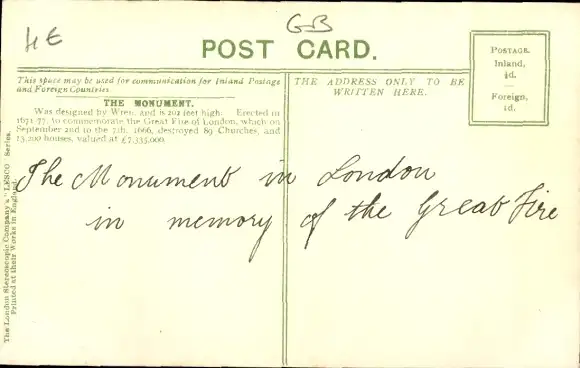 4E
GB
POST CARD.
This space may be used for communication for Inland Postage
and Foreign Countries
THE ADDRESS ONLY TO BE
WRITTEN HERE.
POSTAGE.
Inland,
½d.
Foreign,
1d.
THE MONUMENT.
Was designed by Wren, and is 202 feet high. Erected in
1671-77, to commemorate the Great Fire of London, which on
September 2nd to the 7th, 1666, destroyed 89 Churches, and
13,200 houses, valued at £7,335,000.
The Monument in London
in memory of the Great Fire
The London Stereoscopic Company's "LESCO" Series.
Printed at their Works in England.